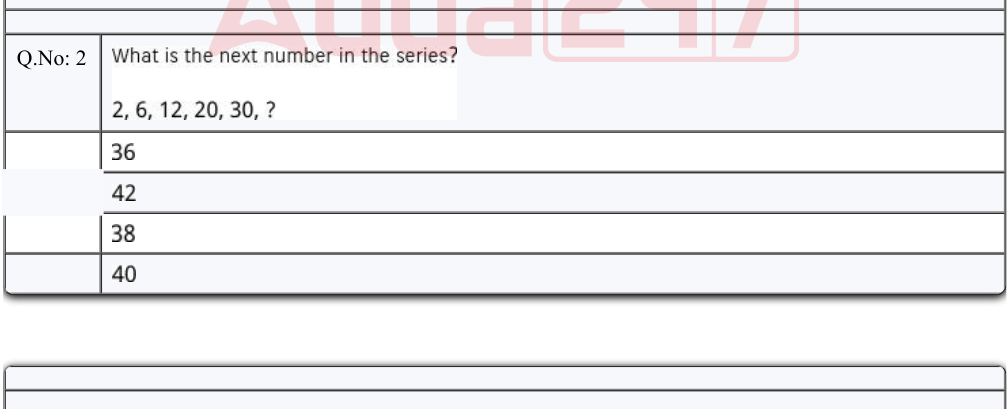 Adda247
Q.No: 2
What is the next number in the series?
2, 6, 12, 20, 30, ?
36
42
38
40